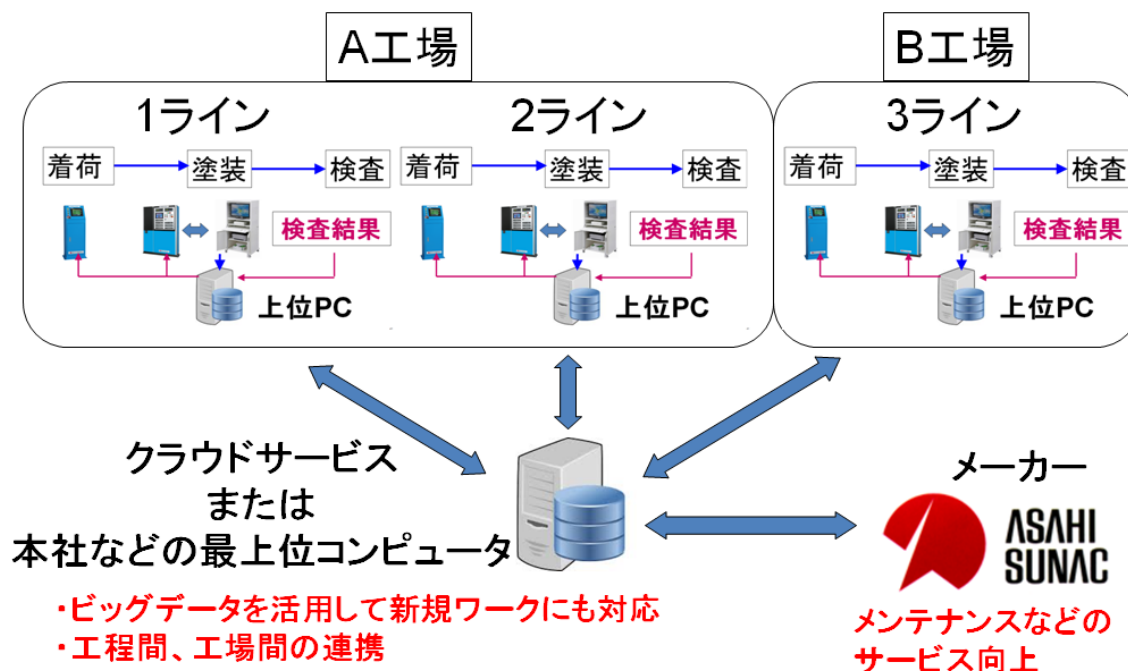 A工場
B工場
1ライン
2ライン
3ライン
着荷
塗装
検査
着荷
塗装
検査
着荷
塗装
検査
検査結果
検査結果
検査結果
上位PC
上位PC
上位PC
クラウドサービス
または
本社などの最上位コンピュータ
・ビッグデータを活用して新規ワークにも対応
・工程間、工場間の連携
メーカー
ASAHI
SUNAC
メンテナンスなどの
サービス向上